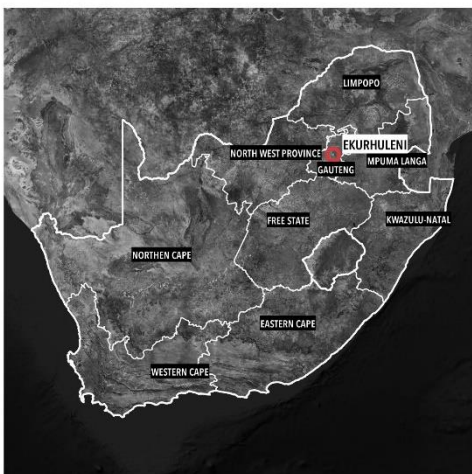 LIMPOPO
EKURHULENI
NORTH WEST PROVINCE
MPUMA LANGA
GAUTENG
FREE STATE
KWAZULU-NATAL
NORTHEN CAPE
EASTERN CAPE
WESTERN CAPE